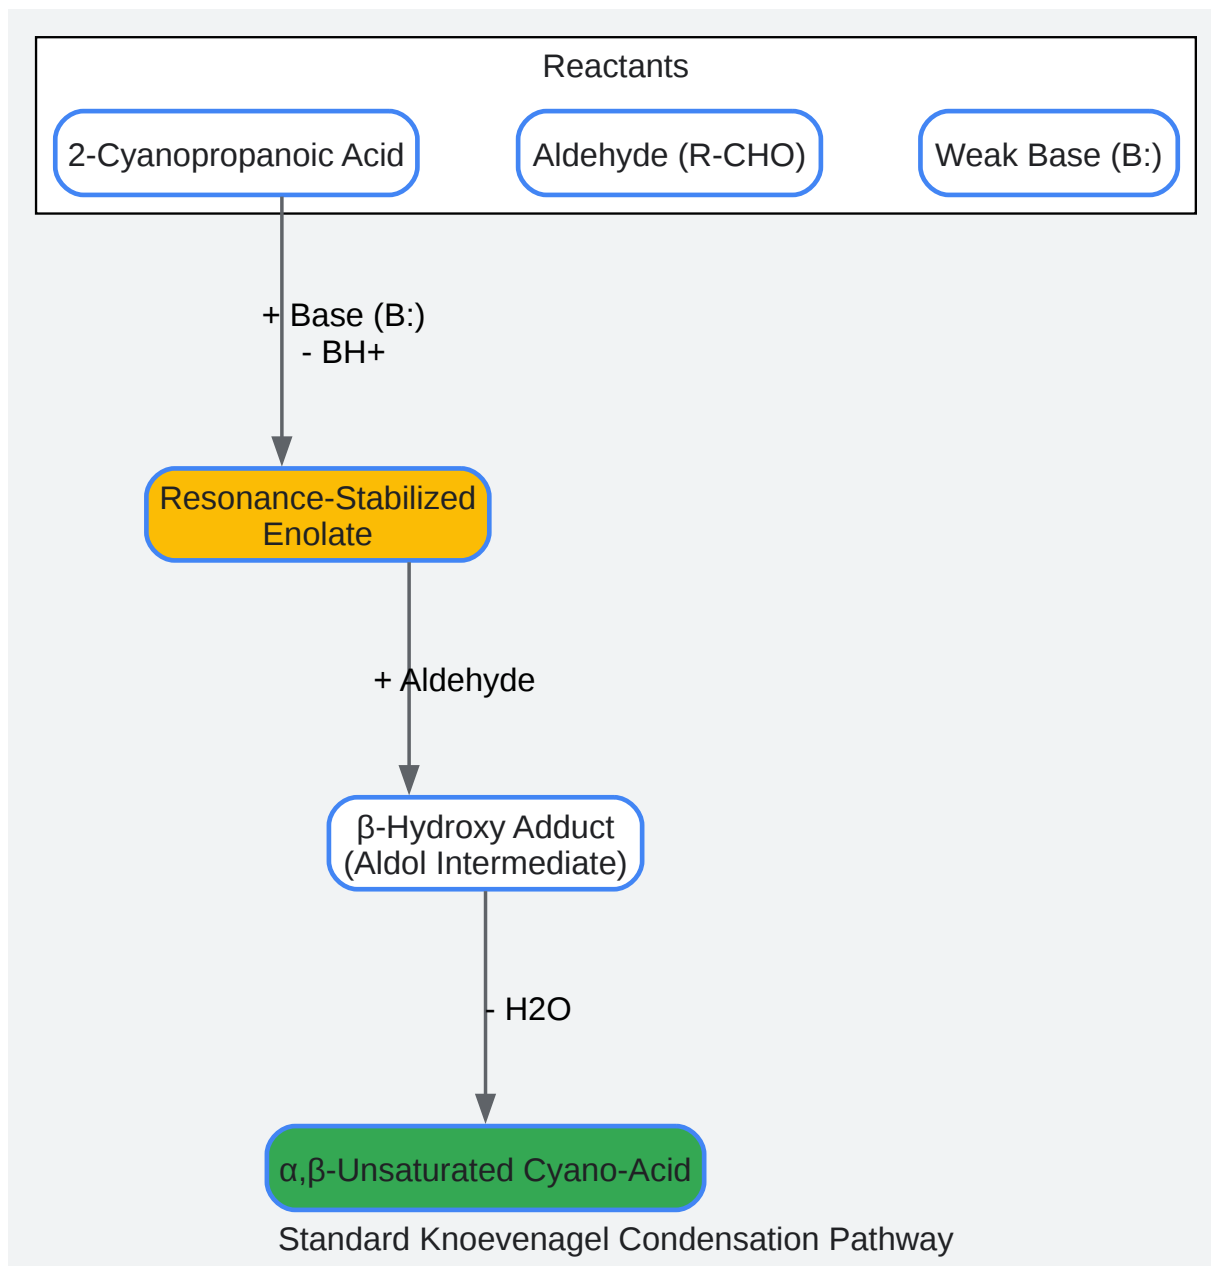 Reactants
2-Cyanopropanoic Acid
Aldehyde (R-CHO)
Weak Base (B:)
+ Base (B:)
- BH+
Resonance-Stabilized
Enolate
+ Aldehyde
β-Hydroxy Adduct
(Aldol Intermediate)
- H2O
α,β-Unsaturated Cyano-Acid
Standard Knoevenagel Condensation Pathway